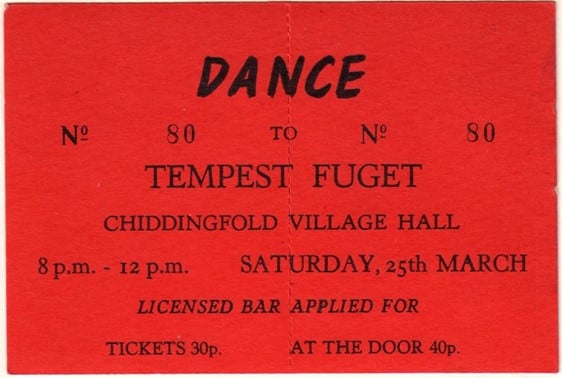 DANCE
Nº 80 TO Nº 80
TEMPEST FUGET
CHIDDINGFOLD VILLAGE HALL
8 p.m. - 12 p.m. SATURDAY, 25th MARCH
LICENSED BAR APPLIED FOR
TICKETS 30p. AT THE DOOR 40p.